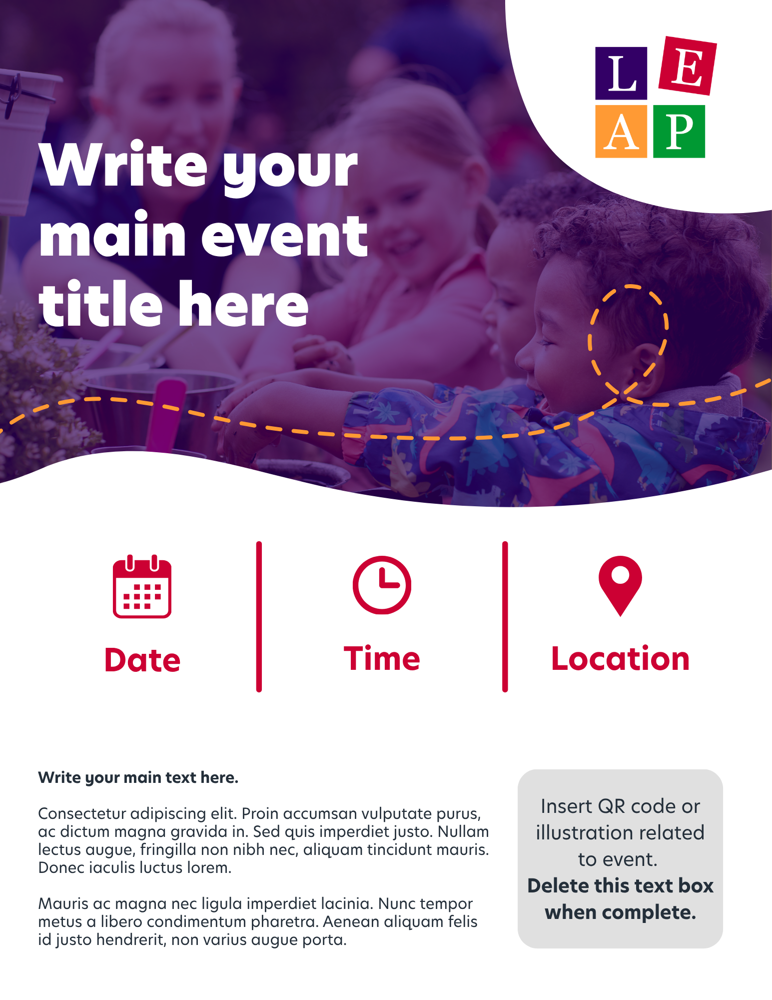 L E
A P
Write your
main event
title here
Date
Time
Location
Write your main text here.
Consectetur adipiscing elit. Proin accumsan vulputate purus,
ac dictum magna gravida in. Sed quis imperdiet justo. Nullam
lectus augue, fringilla non nibh nec, aliquam tincidunt mauris.
Donec iaculis luctus lorem.
Mauris ac magna nec ligula imperdiet lacinia. Nunc tempor
metus a libero condimentum pharetra. Aenean aliquam felis
id justo hendrerit, non varius augue porta.
Insert QR code or
illustration related
to event.
Delete this text box
when complete.